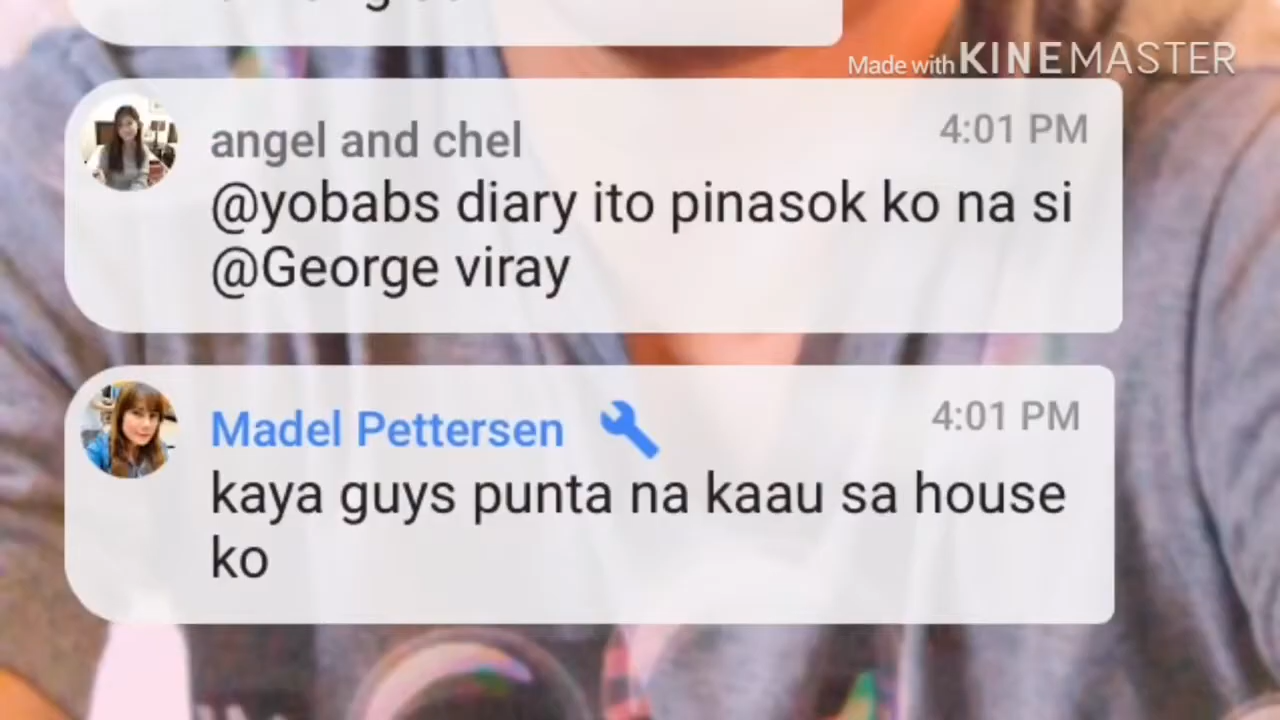 Made with KINEMASTER
angel and chel 4:01 PM
@yobabs diary ito pinasok ko na si
@George viray
Madel Pettersen 4:01 PM
kaya guys punta na kaau sa house
ko